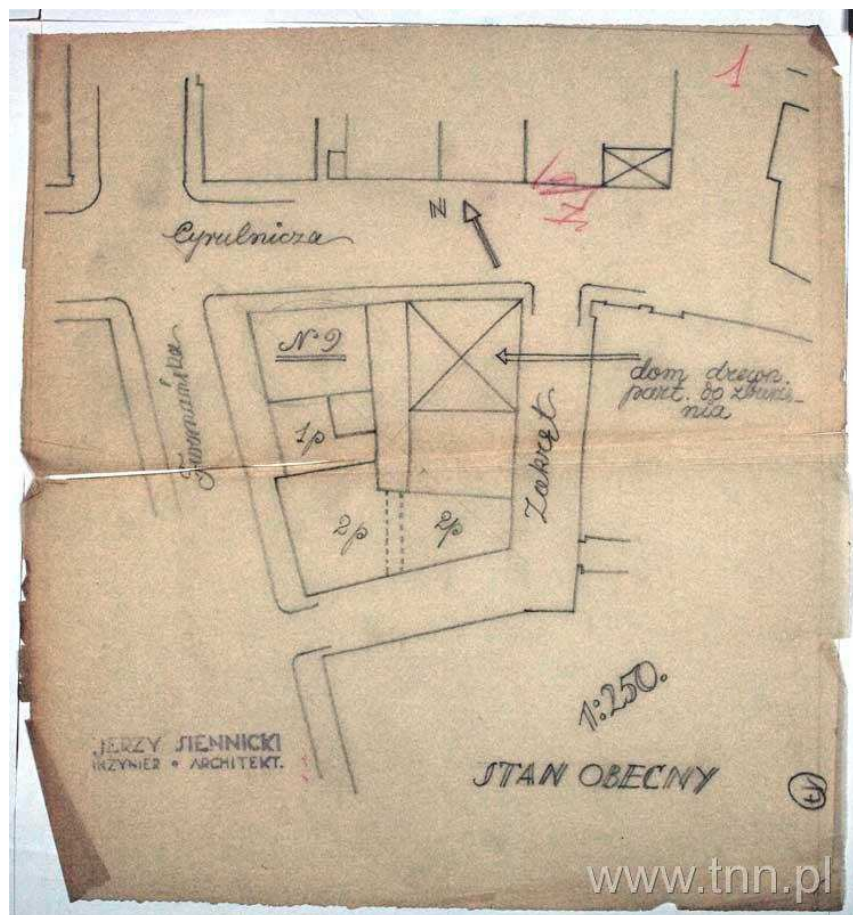 1
N
Cyrulnicza
Nº 9
dom drewn.
part. do zburze-
nia
1p
Zakręt
2p
2p
1:250.
JERZY SIENNICKI
INŻYNIER • ARCHITEKT.
STAN OBECNY
www.tnn.pl